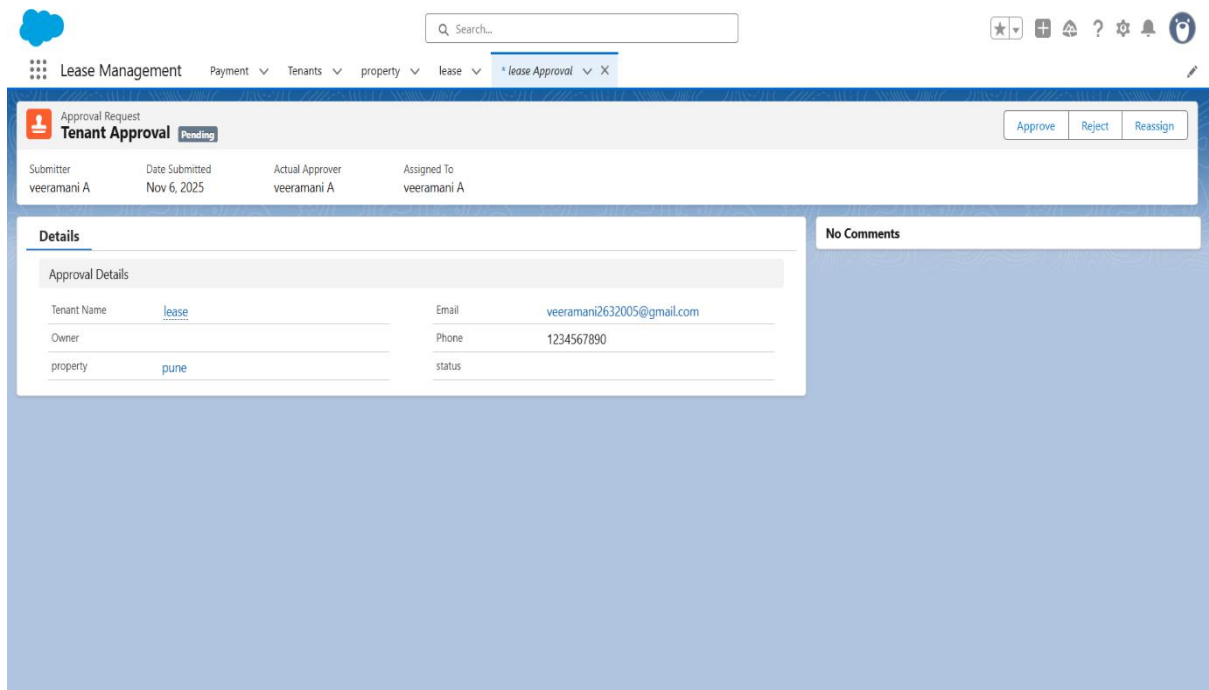 Search...
Lease Management Payment Tenants property lease * lease Approval
Approval Request
Tenant Approval Pending
Approve Reject Reassign
Submitter Date Submitted Actual Approver Assigned To
veeramani A Nov 6, 2025 veeramani A veeramani A
Details
No Comments
Approval Details
Tenant Name lease Email veeramani2632005@gmail.com
Owner Phone 1234567890
property pune status